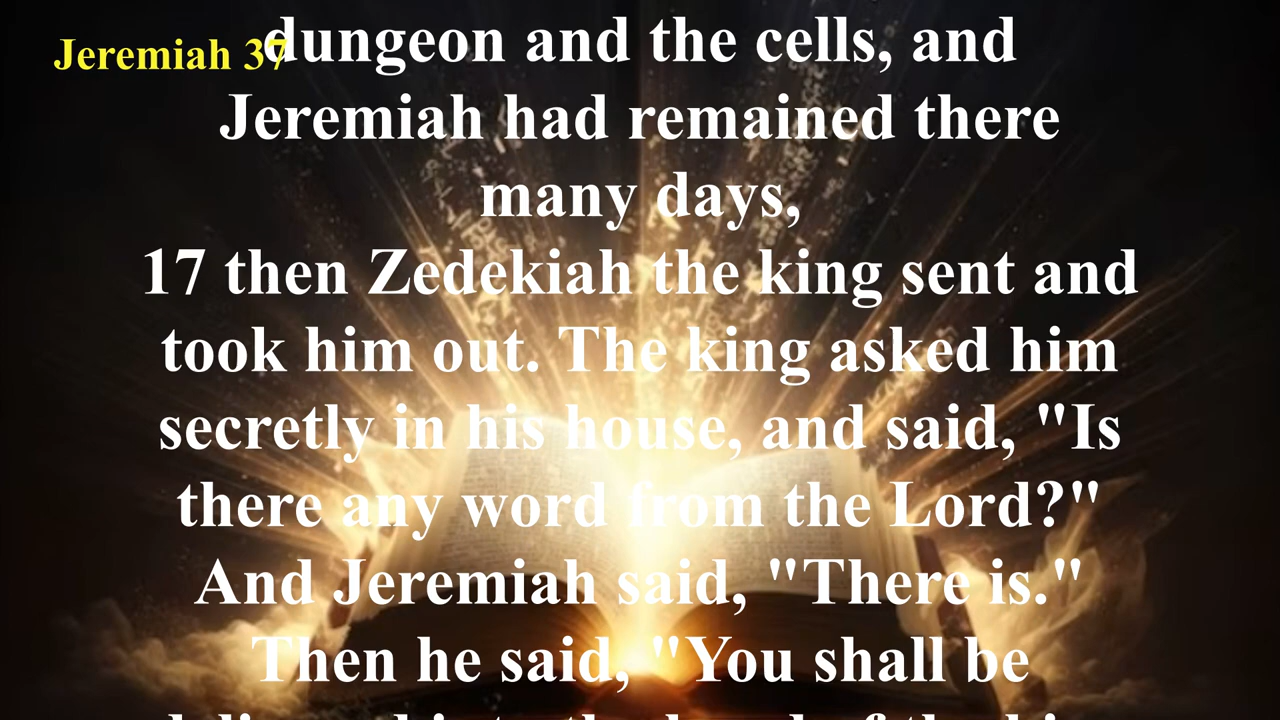 Jeremiah 37
dungeon and the cells, and
Jeremiah had remained there
many days,
17 then Zedekiah the king sent and
took him out. The king asked him
secretly in his house, and said, "Is
there any word from the Lord?"
And Jeremiah said, "There is."
Then he said, "You shall be